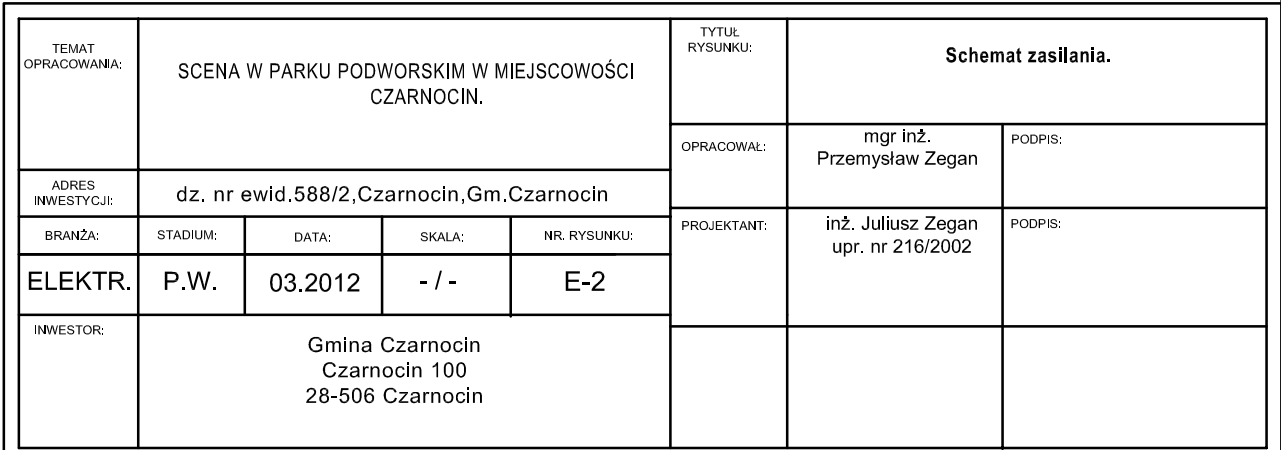 TEMAT
OPRACOWANIA:
SCENA W PARKU PODWORSKIM W MIEJSCOWOŚCI
CZARNOCIN.
ADRES
INWESTYCJI:
dz. nr ewid.588/2,Czarnocin,Gm.Czarnocin
BRANŻA:
STADIUM:
DATA:
SKALA:
NR. RYSUNKU:
ELEKTR.
P.W.
03.2012
- / -
E-2
INWESTOR:
Gmina Czarnocin
Czarnocin 100
28-506 Czarnocin
TYTUŁ
RYSUNKU:
Schemat zasilania.
OPRACOWAŁ:
mgr inż.
Przemysław Zegan
PODPIS:
PROJEKTANT:
inż. Juliusz Zegan
upr. nr 216/2002
PODPIS: